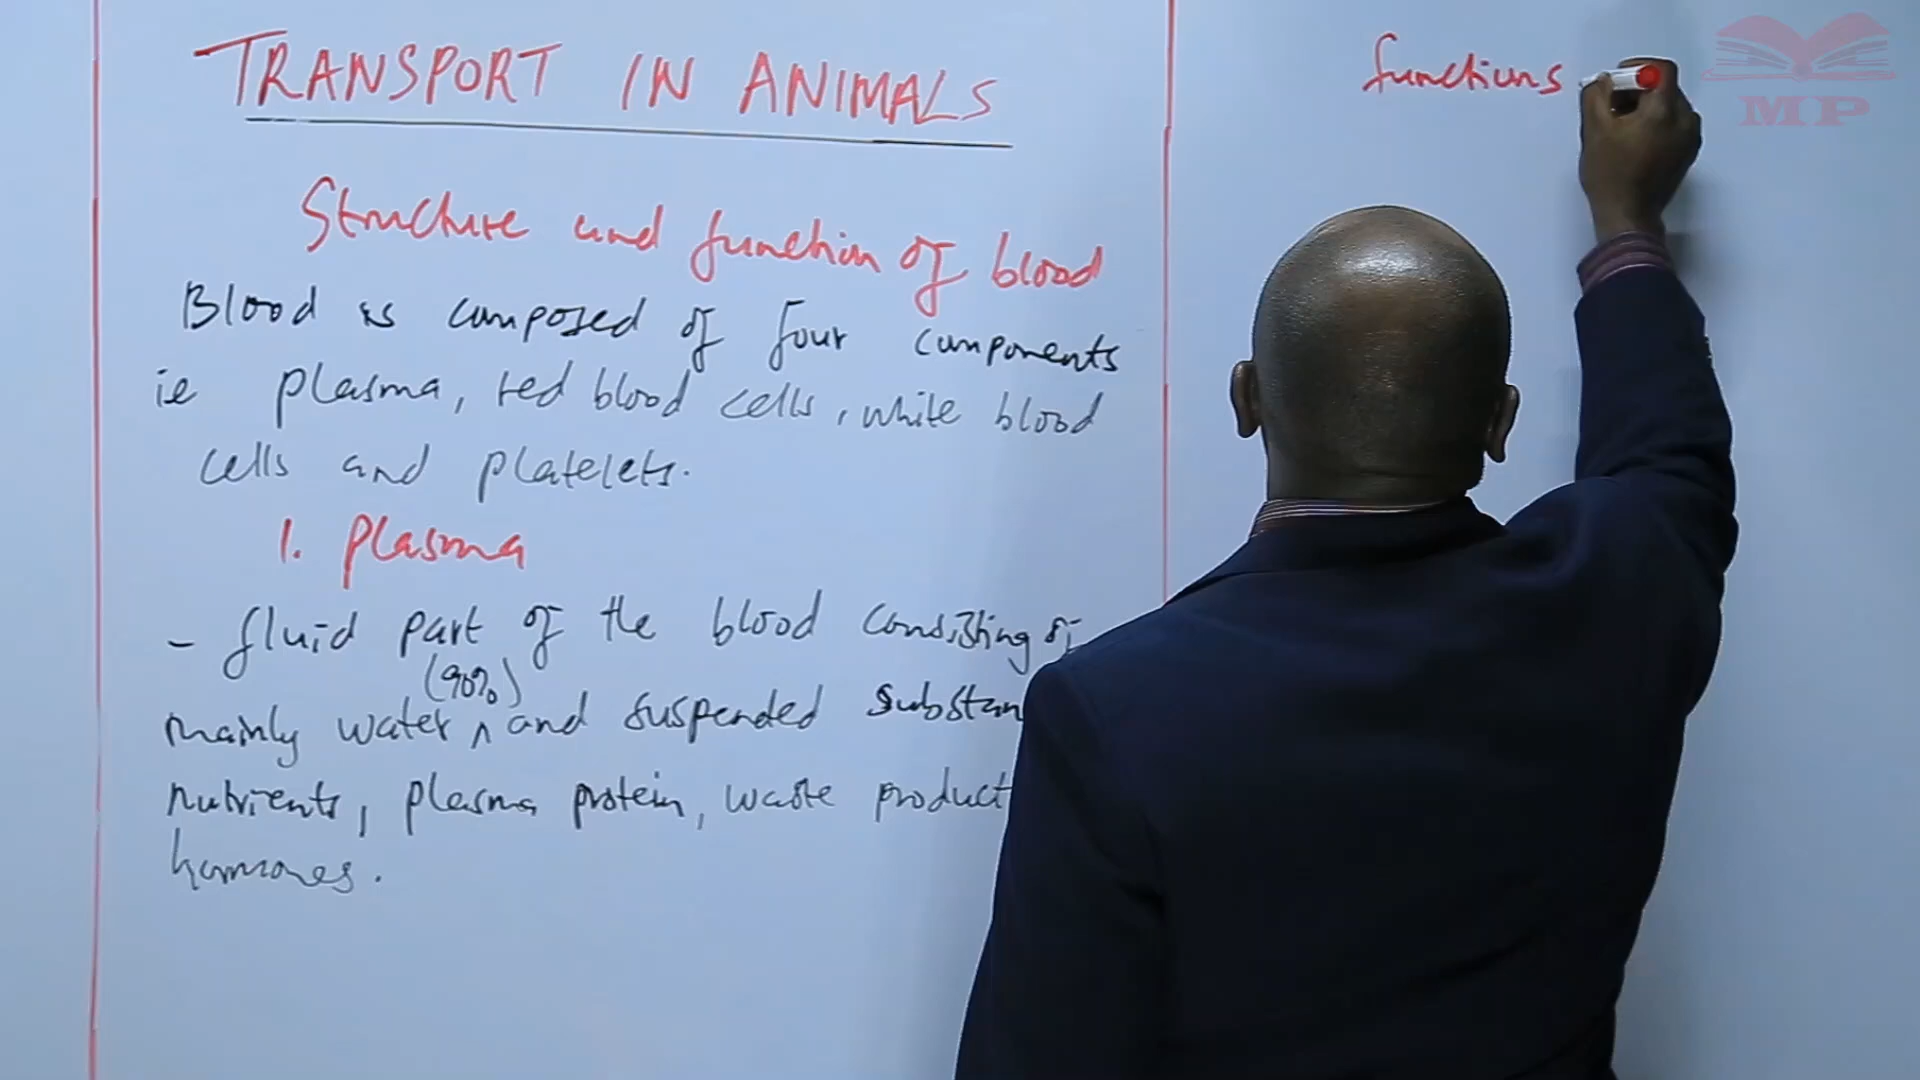 TRANSPORT IN ANIMALS
Structure and function of blood
Blood is composed of four components
ie plasma, red blood cells, white blood
cells and platelets.
1. Plasma
- fluid part of the blood consisting of
(90%)
mainly water ^ and suspended substan
nutrients, plasma protein, waste product
hormones.
functions
MP